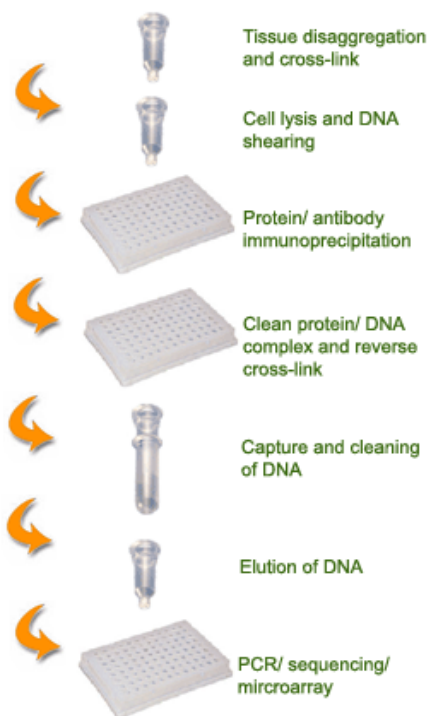 Tissue disaggregation
and cross-link
Cell lysis and DNA
shearing
Protein/ antibody
immunoprecipitation
Clean protein/ DNA
complex and reverse
cross-link
Capture and cleaning
of DNA
Elution of DNA
PCR/ sequencing/
mircroarray